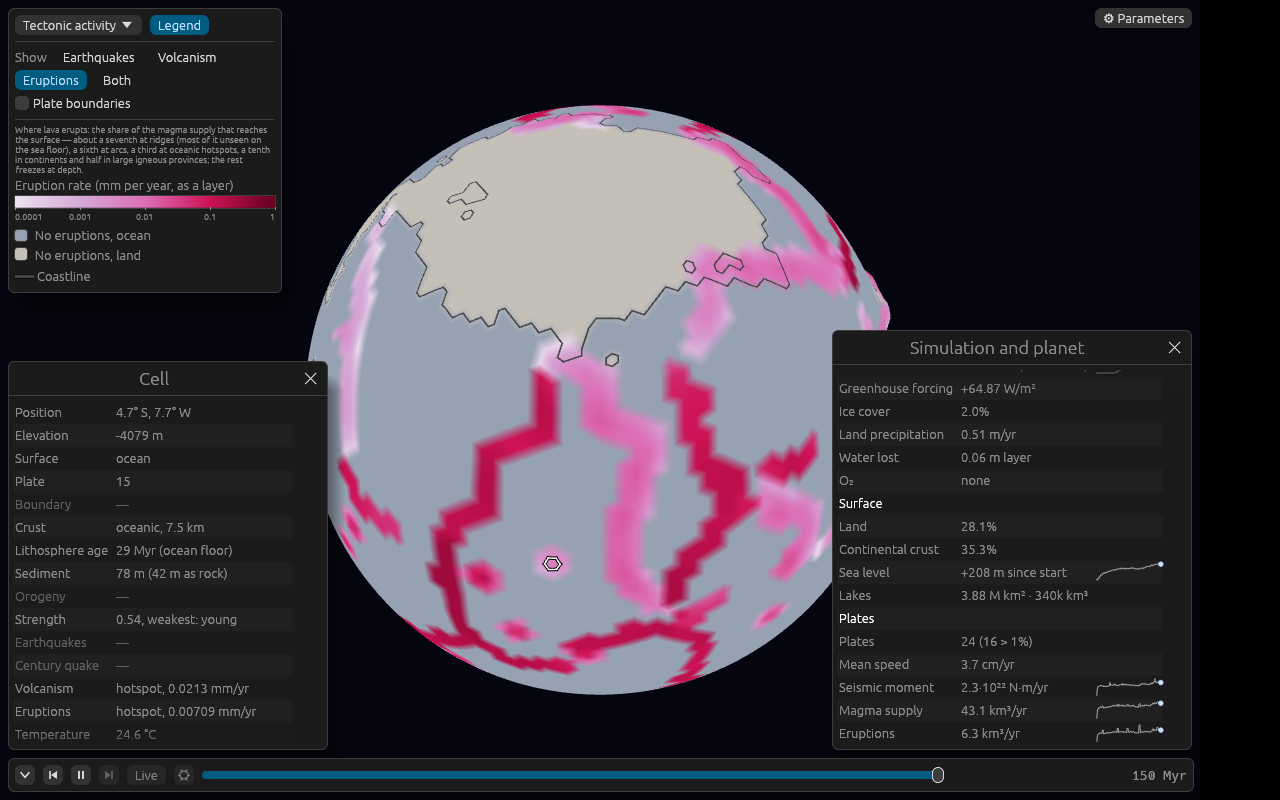 Tectonic activity
Legend
⚙ Parameters
Show Earthquakes Volcanism
Eruptions Both
Plate boundaries
Where lava erupts: the share of the magma supply that reaches
the surface — about a seventh at ridges (most of it unseen on
the sea floor), a sixth at arcs, a third at oceanic hotspots, a tenth
in continents and half in large igneous provinces; the rest
freezes at depth.
Eruption rate (mm per year, as a layer)
0.0001 0.001 0.01 0.1 1
No eruptions, ocean
No eruptions, land
Coastline
Cell
Position 4.7° S, 7.7° W
Elevation -4079 m
Surface ocean
Plate 15
Boundary —
Crust oceanic, 7.5 km
Lithosphere age 29 Myr (ocean floor)
Sediment 78 m (42 m as rock)
Orogeny —
Strength 0.54, weakest: young
Earthquakes —
Century quake —
Volcanism hotspot, 0.0213 mm/yr
Eruptions hotspot, 0.00709 mm/yr
Temperature 24.6 °C
Simulation and planet
Greenhouse forcing +64.87 W/m²
Ice cover 2.0%
Land precipitation 0.51 m/yr
Water lost 0.06 m layer
O₂ none
Surface
Land 28.1%
Continental crust 35.3%
Sea level +208 m since start
Lakes 3.88 M km² · 340k km³
Plates
Plates 24 (16 > 1%)
Mean speed 3.7 cm/yr
Seismic moment 2.3·10²² N·m/yr
Magma supply 43.1 km³/yr
Eruptions 6.3 km³/yr
Live
150 Myr